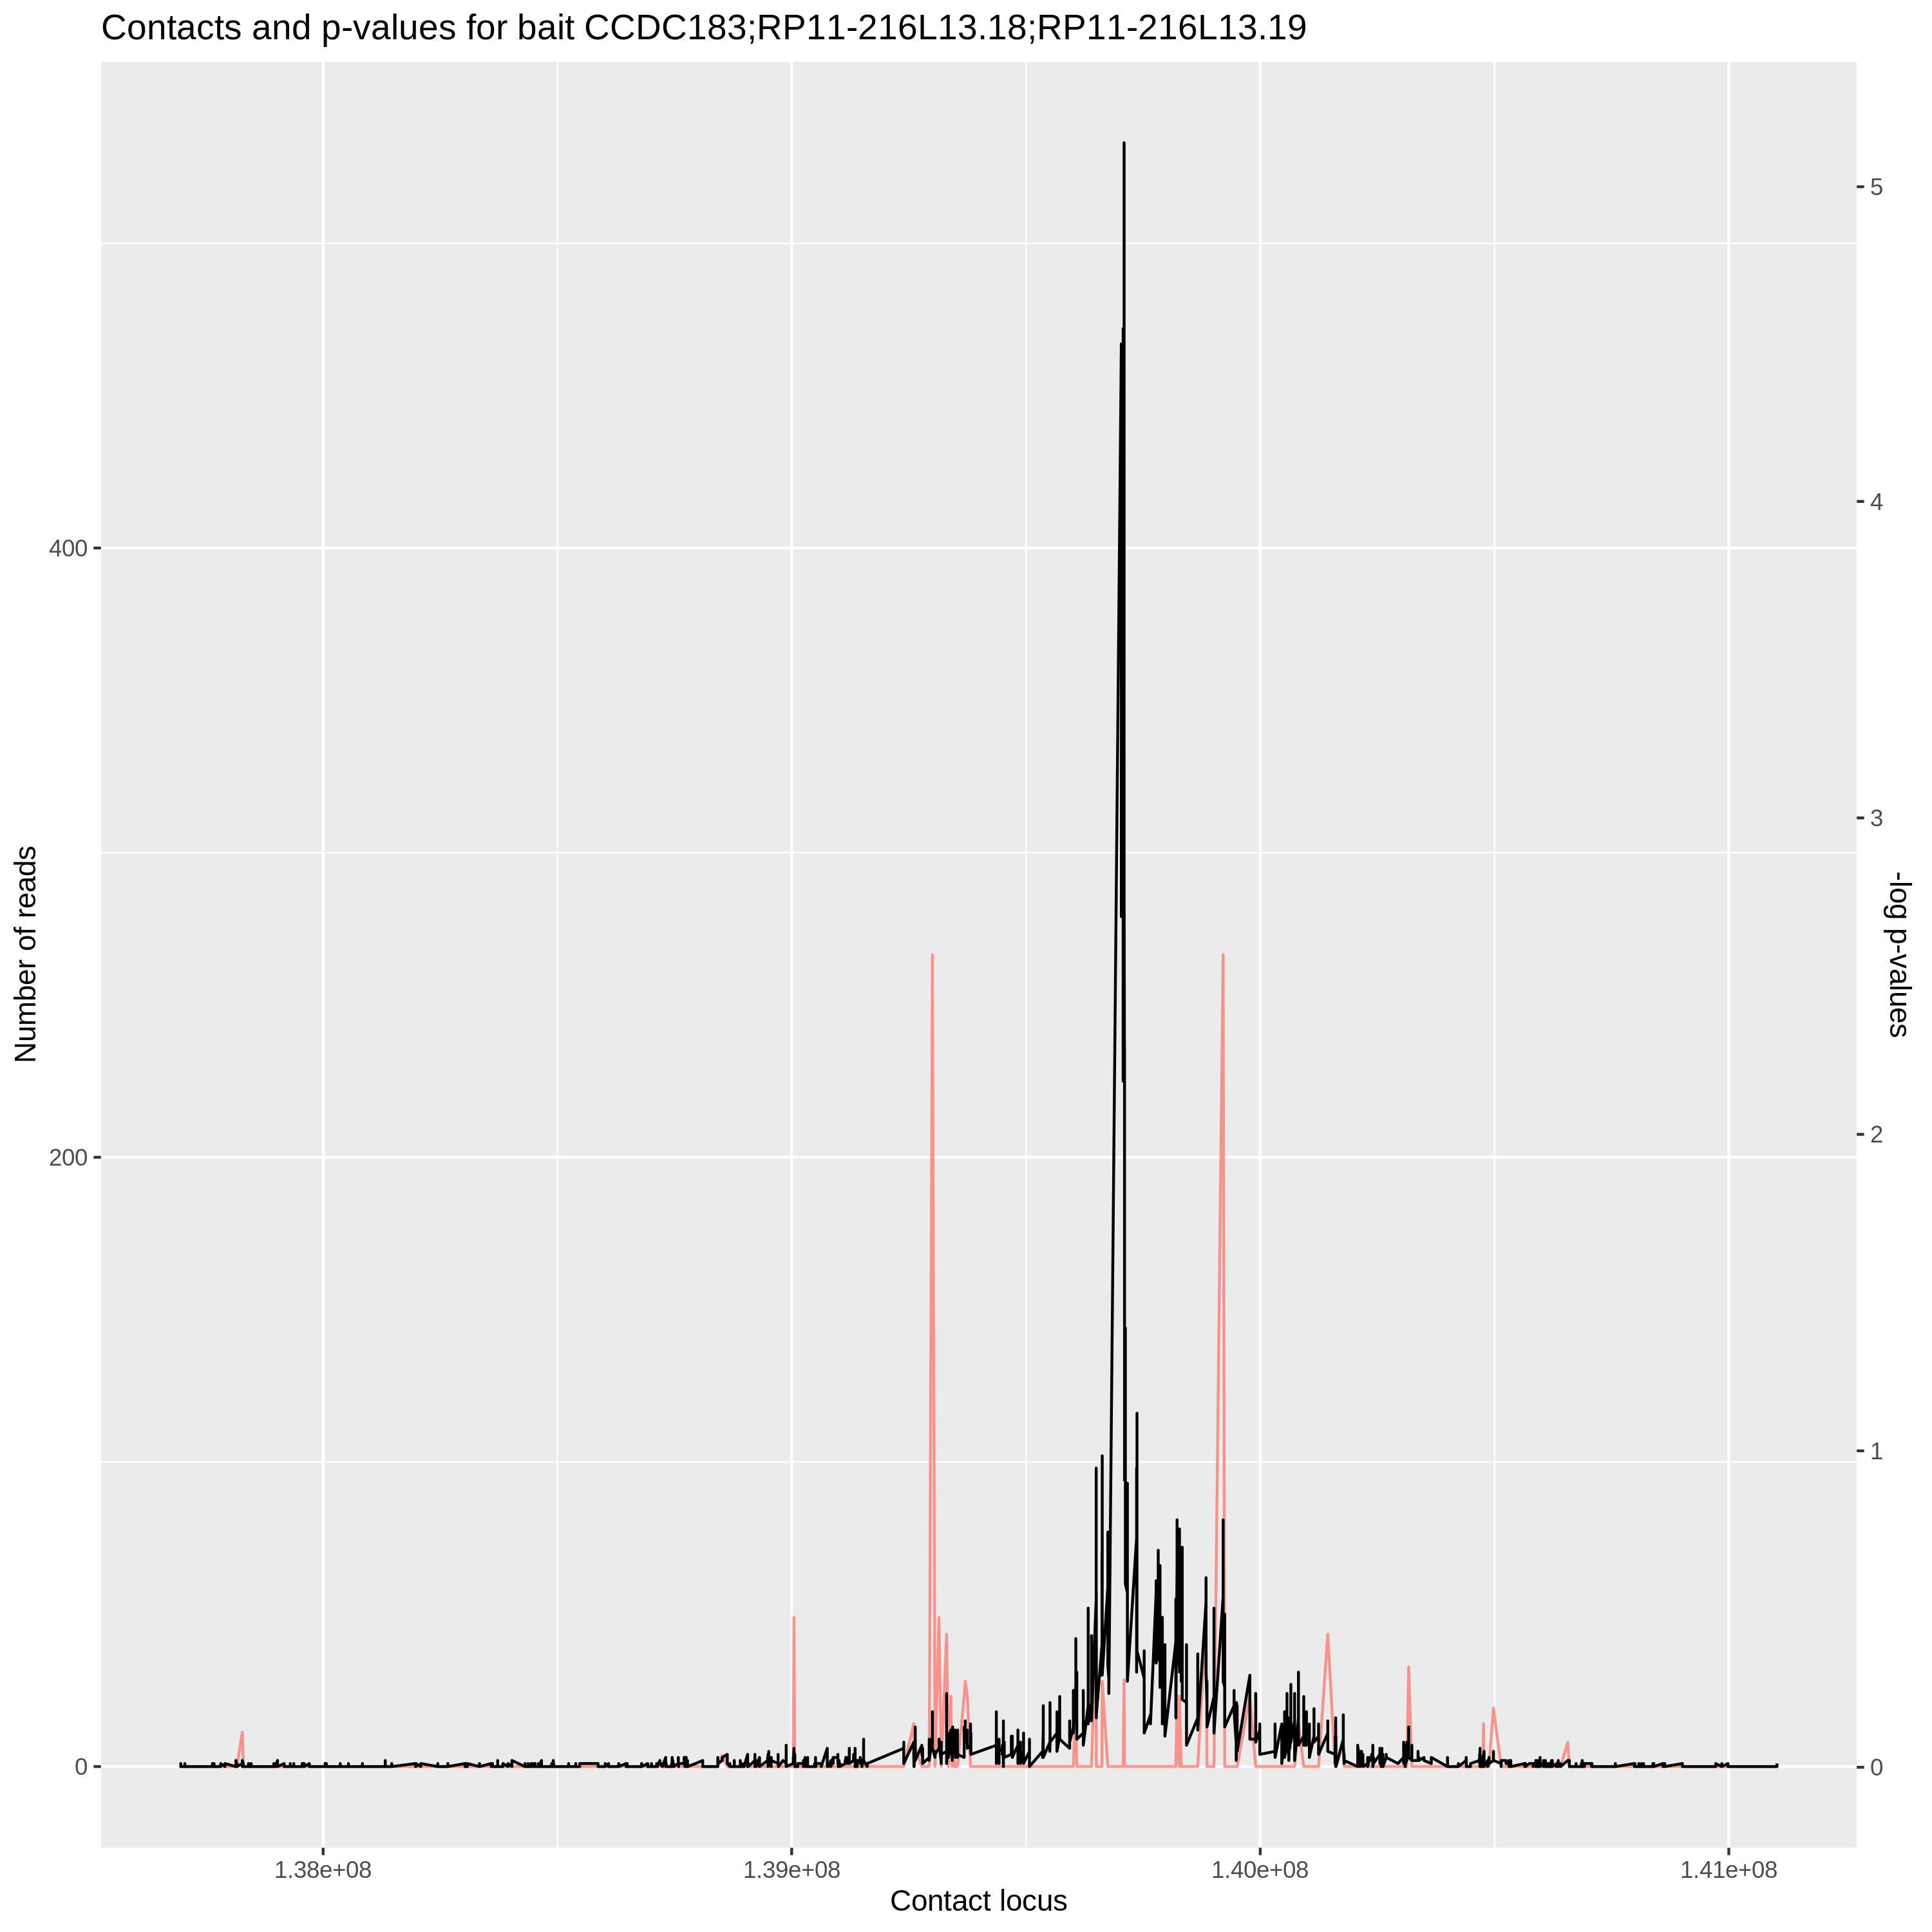 Contacts and p-values for bait CCDC183;RP11-216L13.18;RP11-216L13.19
5
4
400
3
Number of reads
-log p-values
2
200
1
0
0
1.38e+08
1.39e+08
1.40e+08
1.41e+08
Contact locus